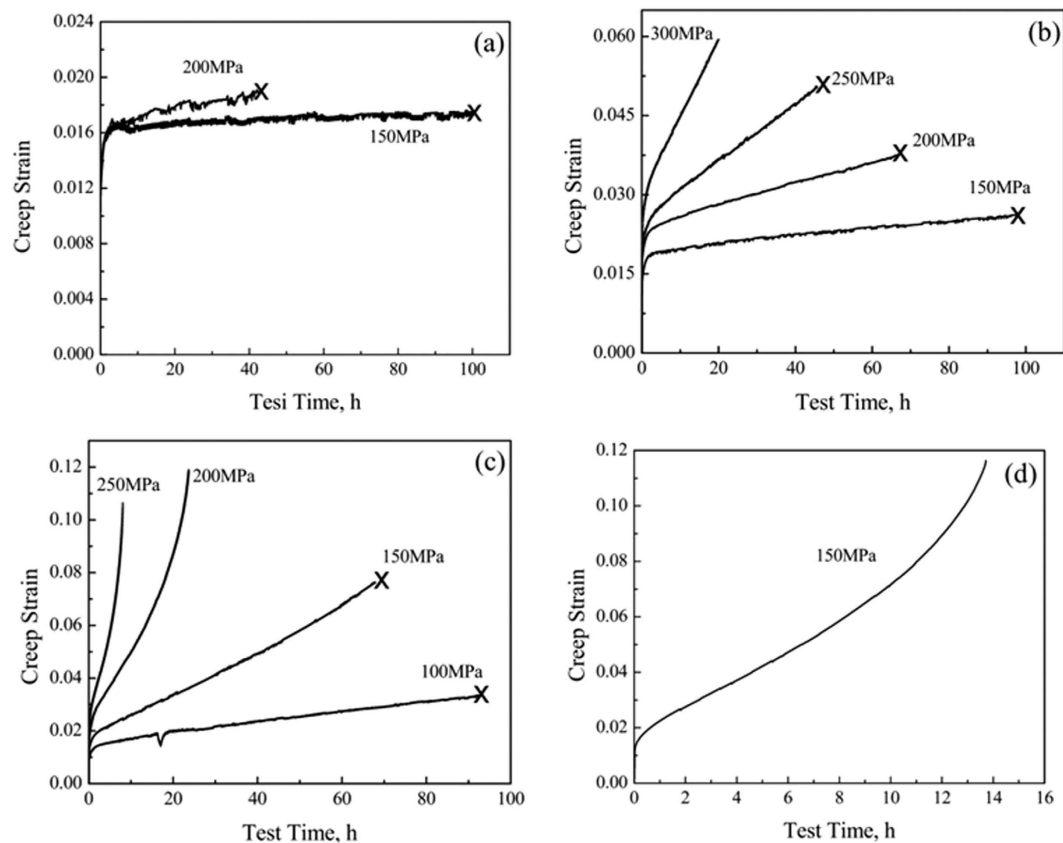 (a)
0.024
0.020
0.016
0.012
0.008
0.004
0.000
Creep Strain
200MPa
X
150MPa
X
0 20 40 60 80 100
Tesi Time, h
(b)
0.060
0.045
0.030
0.015
0.000
Creep Strain
300MPa
250MPa
X
200MPa
X
150MPa
X
0 20 40 60 80 100
Test Time, h
(c)
0.12
0.10
0.08
0.06
0.04
0.02
0.00
Creep Strain
250MPa
200MPa
150MPa
X
100MPa
X
0 20 40 60 80 100
Test Time, h
(d)
0.12
0.10
0.08
0.06
0.04
0.02
0.00
Creep Strain
150MPa
0 2 4 6 8 10 12 14 16
Test Time, h